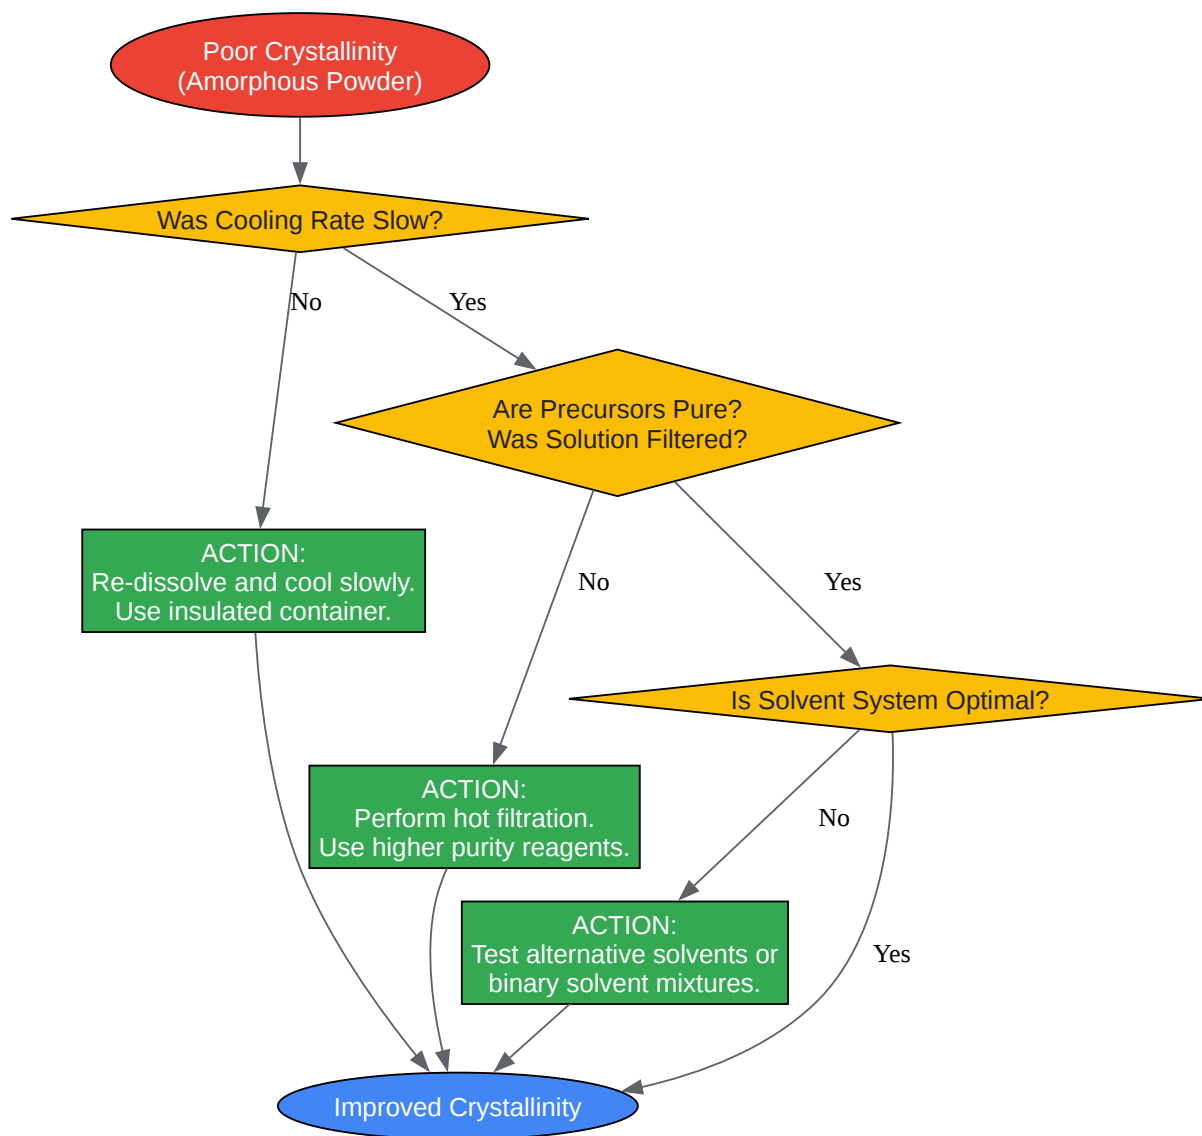 Poor Crystallinity
(Amorphous Powder)
Was Cooling Rate Slow?
No
Yes
Are Precursors Pure?
Was Solution Filtered?
ACTION:
Re-dissolve and cool slowly.
Use insulated container.
No
Yes
Is Solvent System Optimal?
ACTION:
Perform hot filtration.
Use higher purity reagents.
No
ACTION:
Test alternative solvents or
binary solvent mixtures.
Yes
Improved Crystallinity